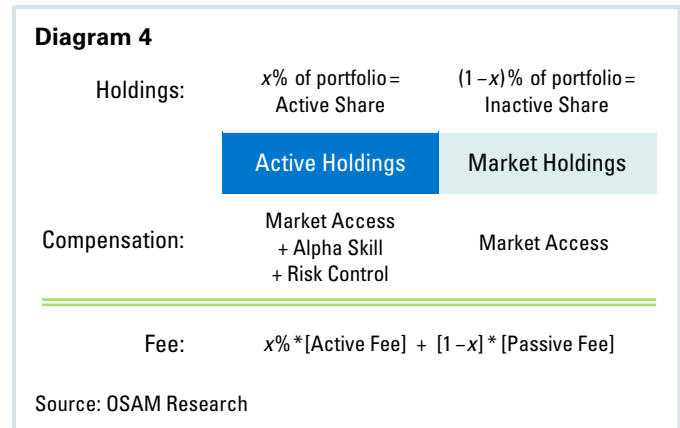 Diagram 4
Holdings:
x% of portfolio=
Active Share
(1–x)% of portfolio=
Inactive Share
Active Holdings
Market Holdings
Compensation:
Market Access
+ Alpha Skill
+ Risk Control
Market Access
Fee:
x% *[Active Fee] + [1–x] * [Passive Fee]
Source: OSAM Research